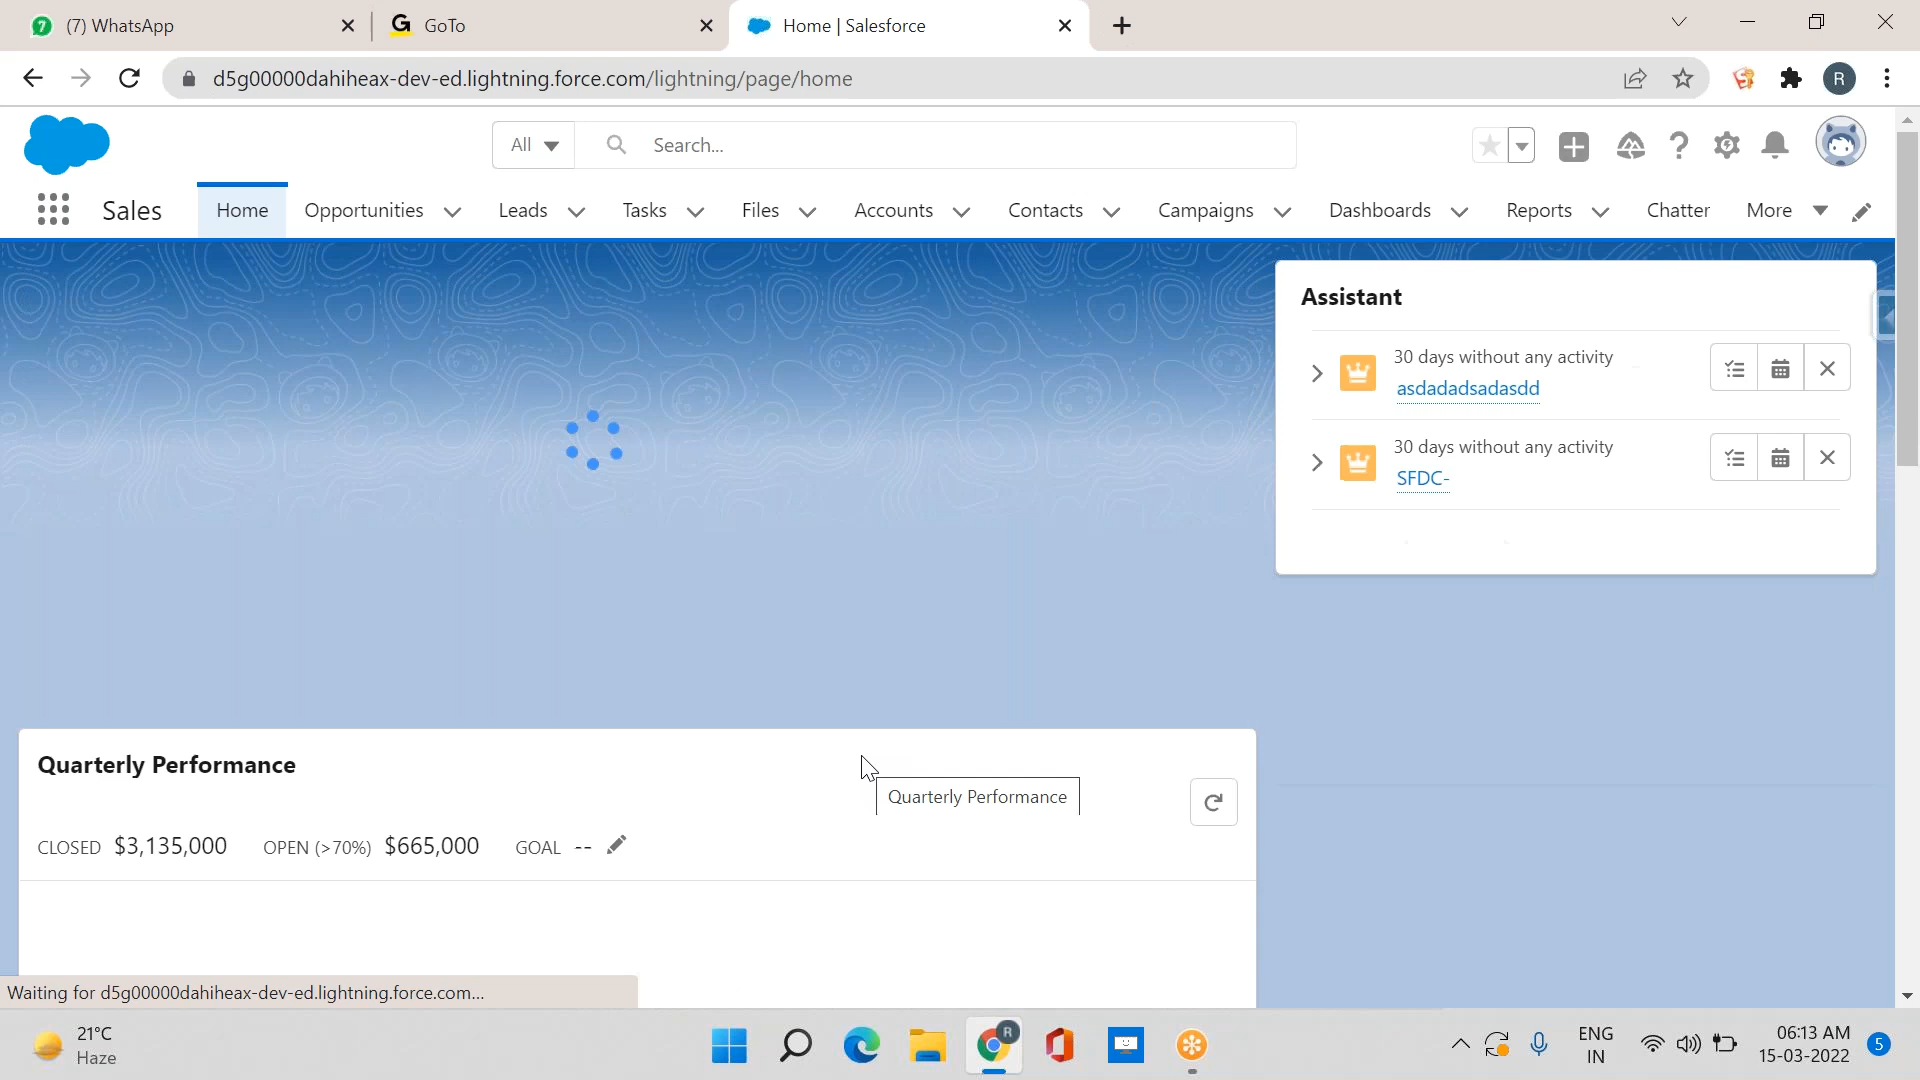 7 (7) WhatsApp
G GoTo
Home | Salesforce
d5g00000dahiheax-dev-ed.lightning.force.com/lightning/page/home
R
All Search...
Sales Home Opportunities Leads Tasks Files Accounts Contacts Campaigns Dashboards Reports Chatter More
Assistant
30 days without any activity
asdadadsadasdd
30 days without any activity
SFDC-
Quarterly Performance
Quarterly Performance
CLOSED $3,135,000 OPEN (>70%) $665,000 GOAL --
Waiting for d5g00000dahiheax-dev-ed.lightning.force.com...
21°C
Haze
R
ENG
IN
06:13 AM
15-03-2022
5